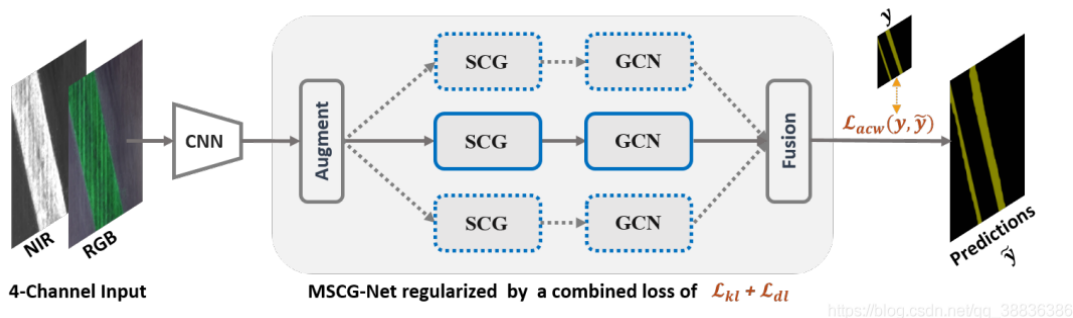 NIR
RGB
4-Channel Input
CNN
Augment
SCG
GCN
SCG
GCN
SCG
GCN
Fusion
MSCG-Net regularized by a combined loss of ℒkl + ℒdl
y
ℒacw(y, ỹ)
Predictions
ỹ
https://blog.csdn.net/qq_38836386